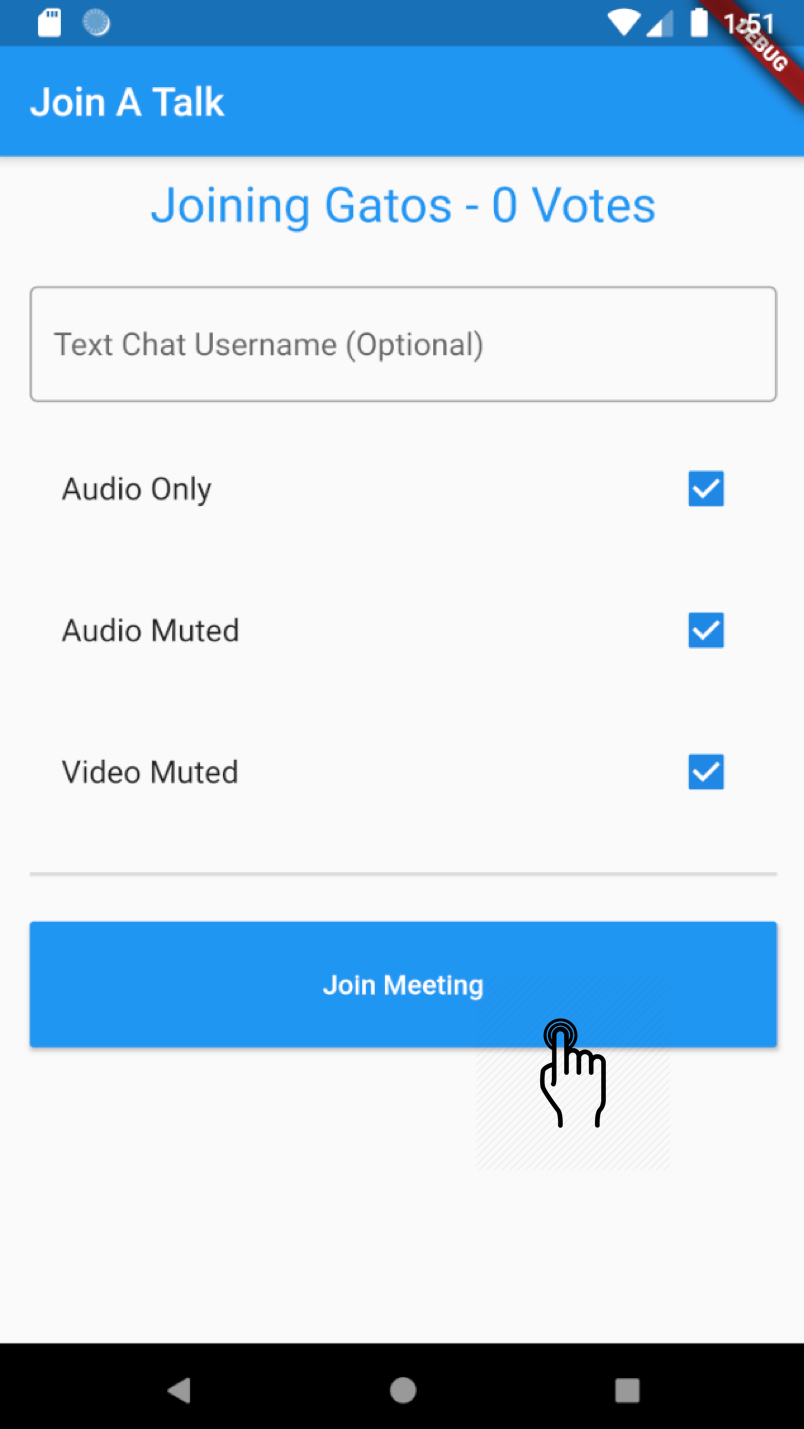 1:51
DEBUG
Join A Talk
Joining Gatos - 0 Votes
Text Chat Username (Optional)
Audio Only
Audio Muted
Video Muted
Join Meeting